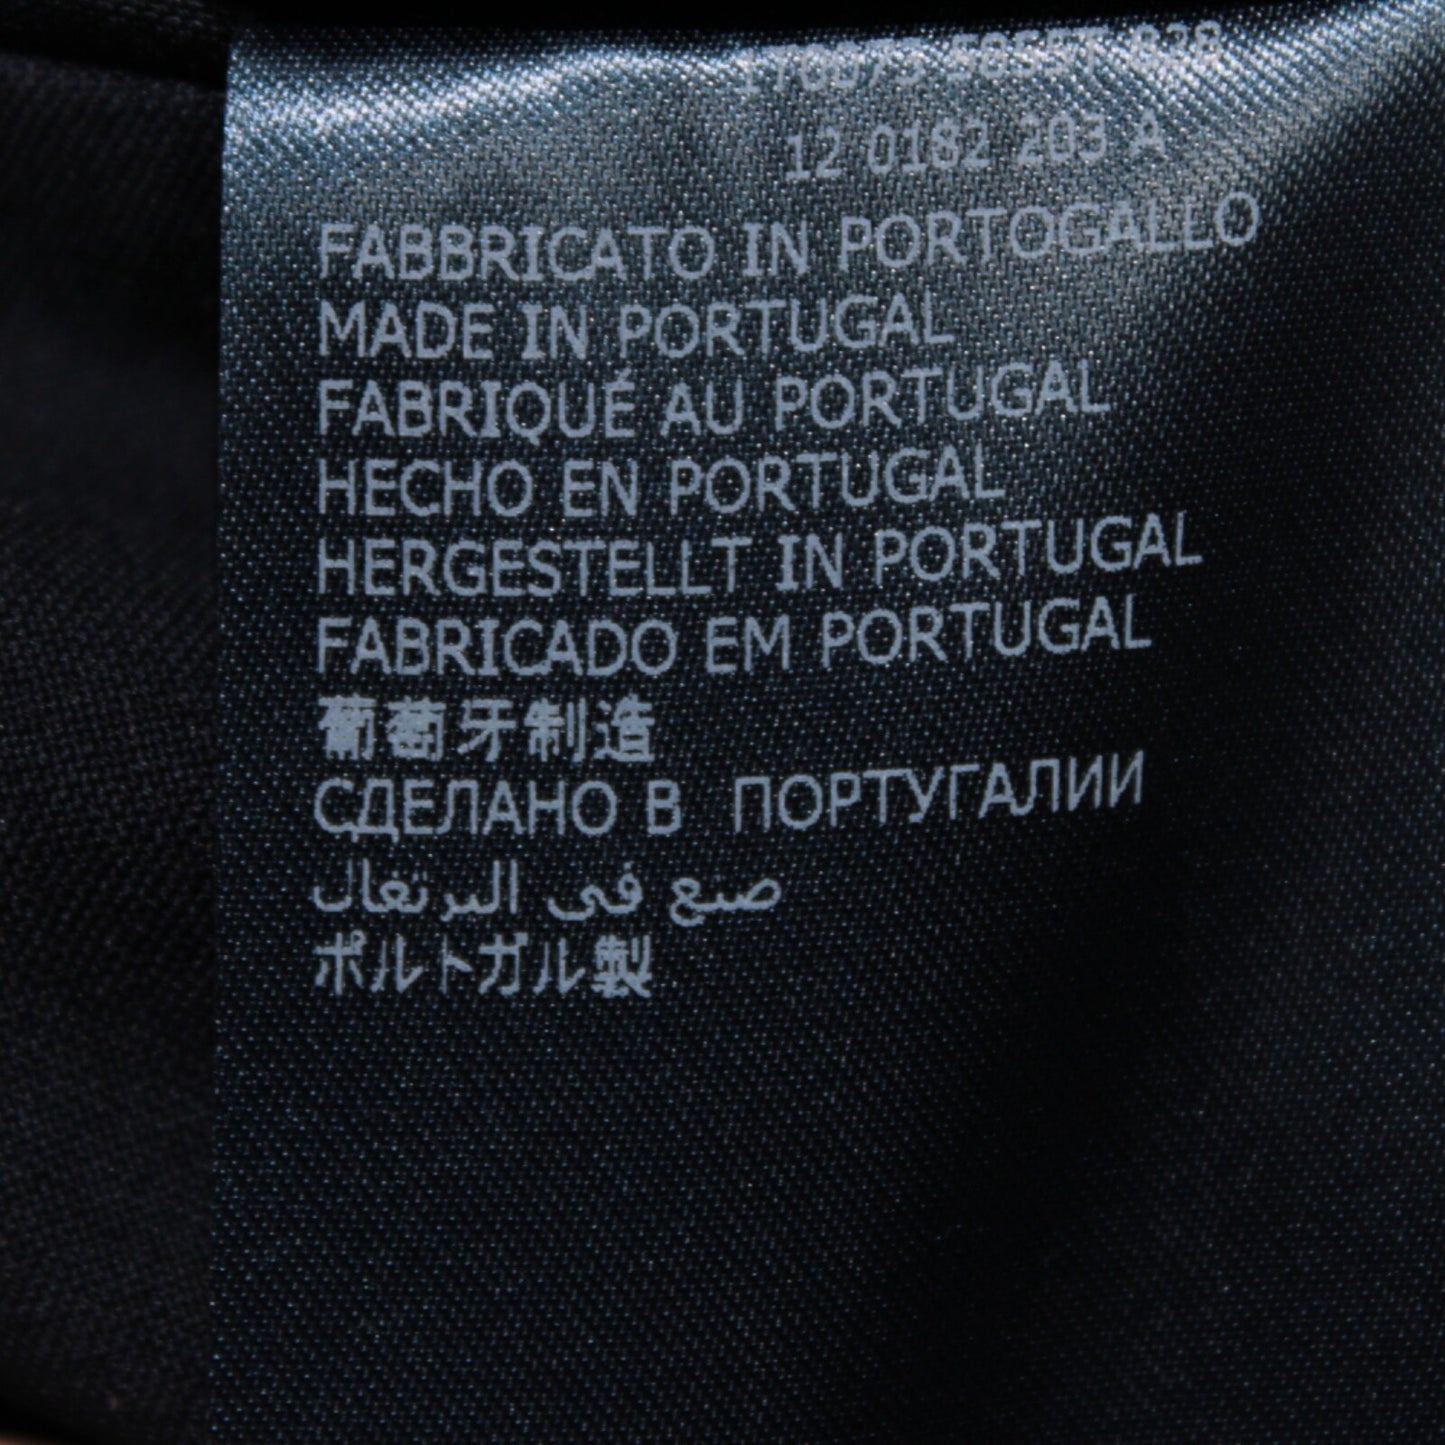 828
12 0182 203 A
FABBRICATO IN PORTOGALLO
MADE IN PORTUGAL
FABRIQUÉ AU PORTUGAL
HECHO EN PORTUGAL
HERGESTELLT IN PORTUGAL
FABRICADO EM PORTUGAL
葡萄牙制造
СДЕЛАНО В ПОРТУГАЛИИ
صنع في البرتغال
ポルトガル製